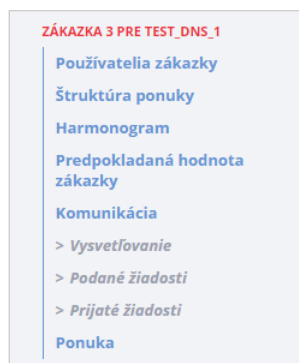 ZÁKAZKA 3 PRE TEST_DNS_1
Používatelia zákazky
Štruktúra ponuky
Harmonogram
Predpokladaná hodnota
zákazky
Komunikácia
> Vysvetľovanie
> Podané žiadosti
> Prijaté žiadosti
Ponuka